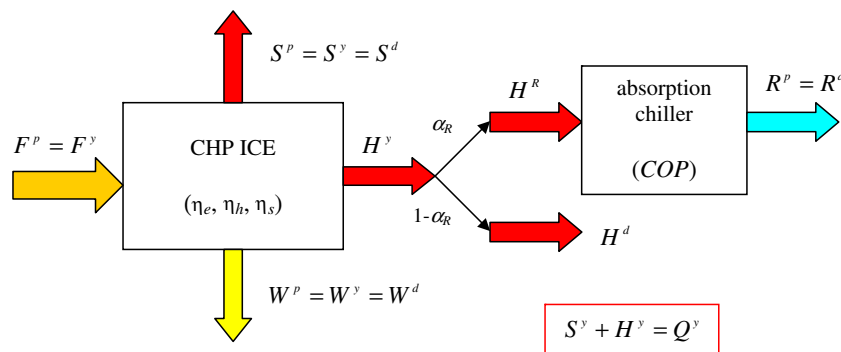 S^p = S^y = S^d
F^p = F^y
CHP ICE
(η_e, η_h, η_s)
H^y
α_R
1-α_R
H^R
H^d
absorption
chiller
(COP)
R^p = R^d
W^p = W^y = W^d
S^y + H^y = Q^y